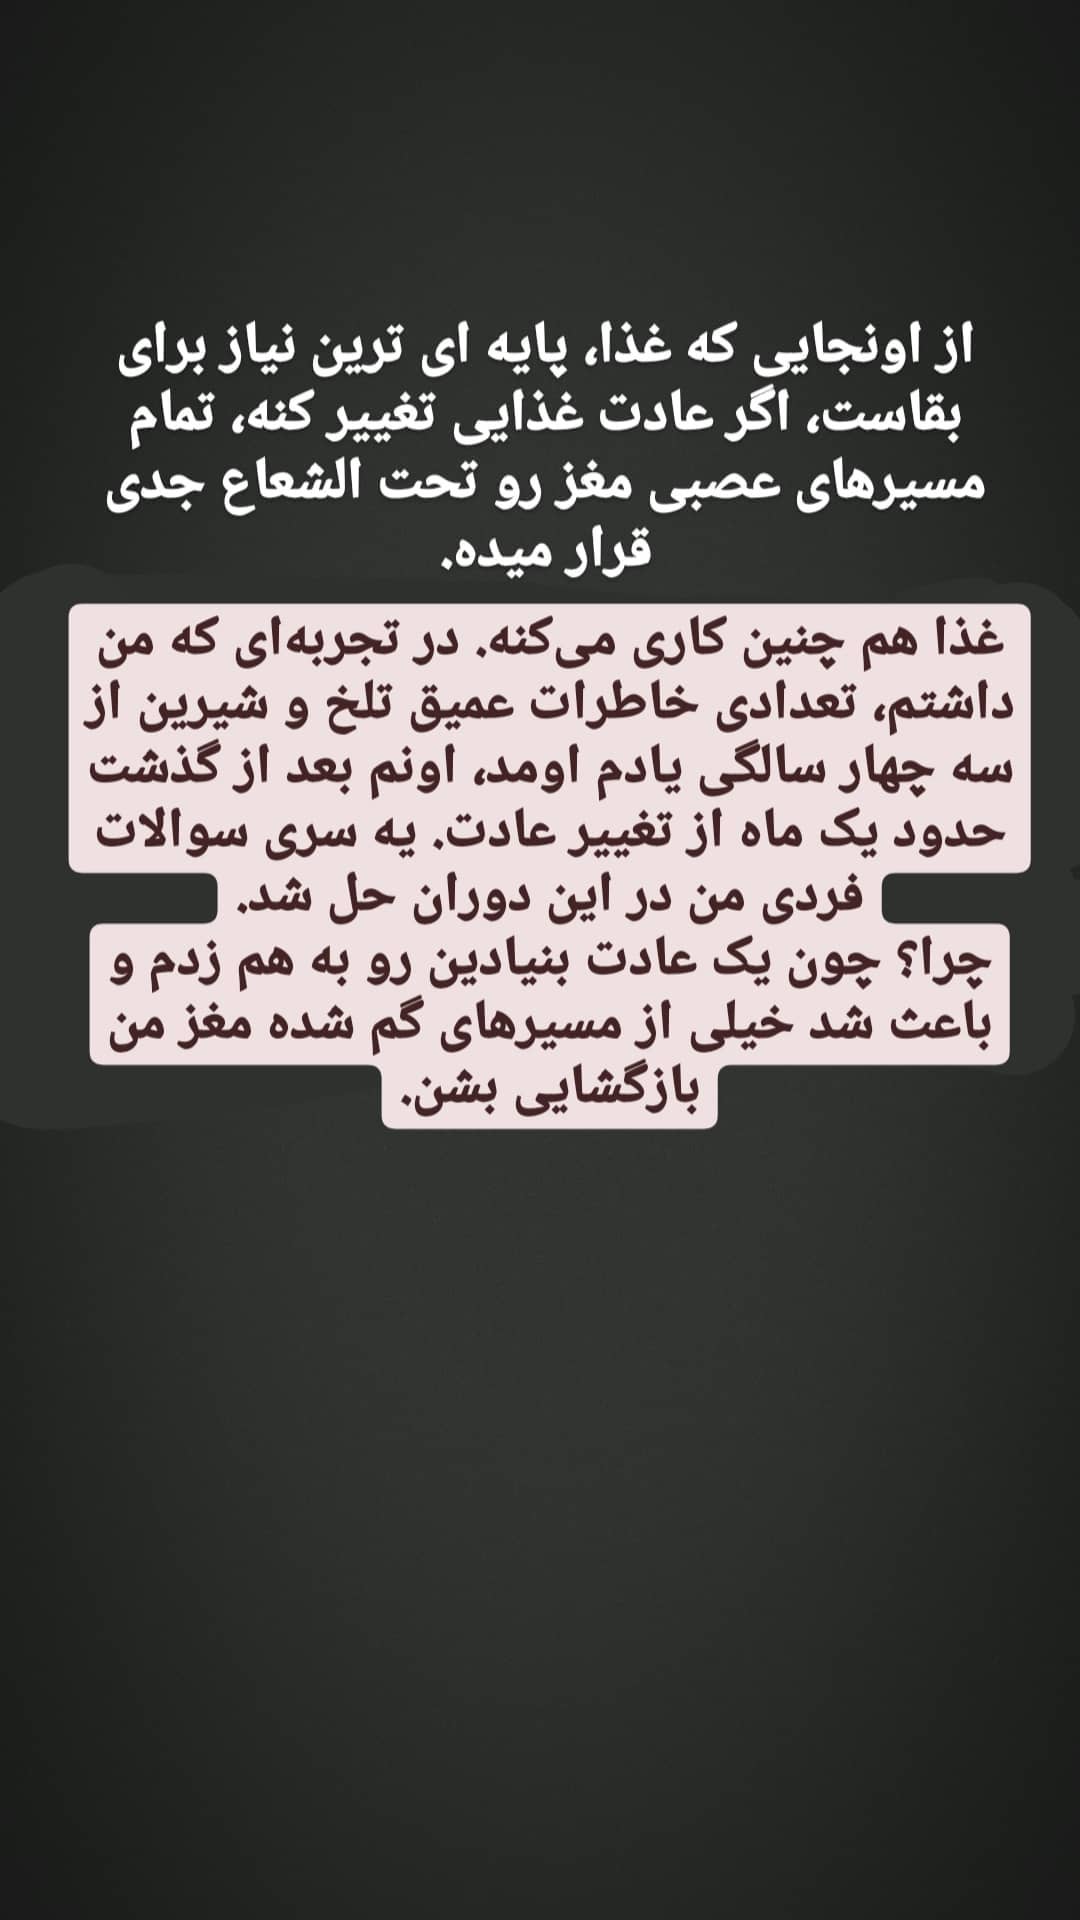 از اونجایی که غذا، پایه ای ترین نیاز برای
بقاست، اگر عادت غذایی تغییر کنه، تمام
مسیرهای عصبی مغز رو تحت الشعاع جدی
قرار میده.
غذا هم چنین کاری می‌کنه. در تجربه‌ای که من
داشتم، تعدادی خاطرات عمیق تلخ و شیرین از
سه چهار سالگی یادم اومد، اونم بعد از گذشت
حدود یک ماه از تغییر عادت. یه سری سوالات
فردی من در این دوران حل شد.
چرا؟ چون یک عادت بنیادین رو به هم زدم و
باعث شد خیلی از مسیرهای گم شده مغز من
بازگشایی بشن.